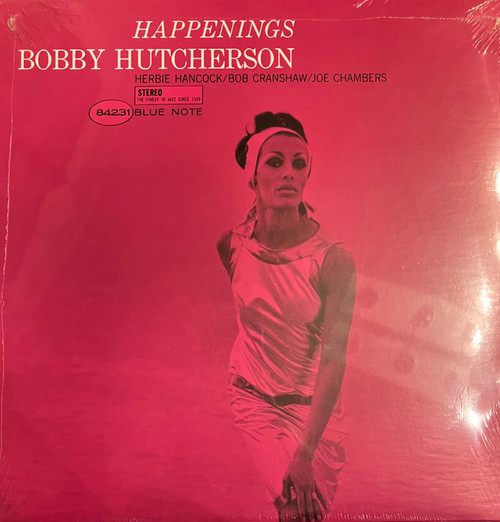 HAPPENINGS
BOBBY HUTCHERSON
HERBIE HANCOCK/BOB CRANSHAW/JOE CHAMBERS
STEREO
THE FINEST IN JAZZ SINCE 1939
84231 BLUE NOTE